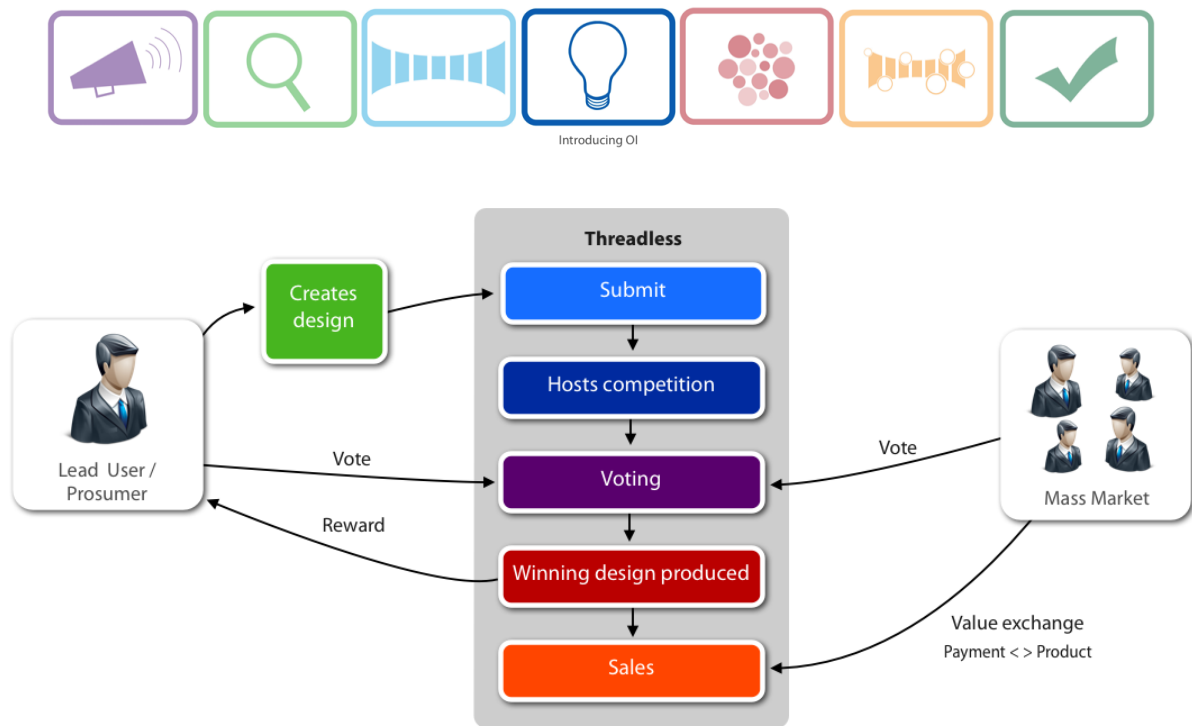 Introducing OI
Threadless
Creates
design
Submit
Hosts competition
Lead User /
Prosumer
Vote
Voting
Vote
Mass Market
Reward
Winning design produced
Value exchange
Payment < > Product
Sales